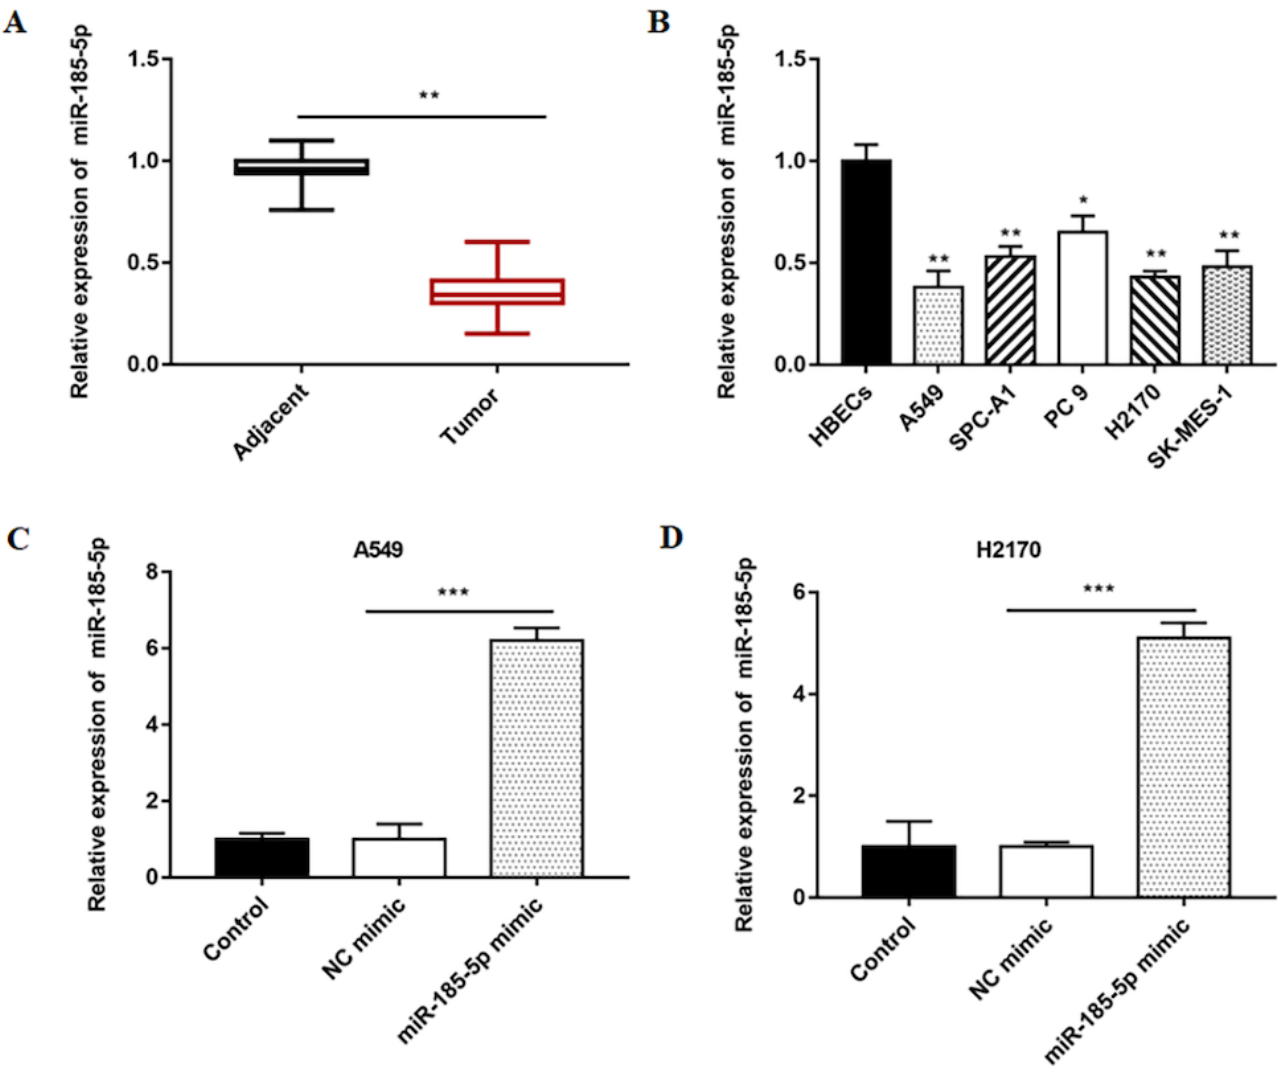 A
Relative expression of miR-185-5p
1.5
1.0
0.5
0.0
**
Adjacent
Tumor
B
Relative expression of miR-185-5p
1.5
1.0
0.5
0.0
**
**
*
**
**
HBECs
A549
SPC-A1
PC 9
H2170
SK-MES-1
C
A549
Relative expression of miR-185-5p
8
6
4
2
0
***
Control
NC mimic
miR-185-5p mimic
D
H2170
Relative expression of miR-185-5p
6
4
2
0
***
Control
NC mimic
miR-185-5p mimic